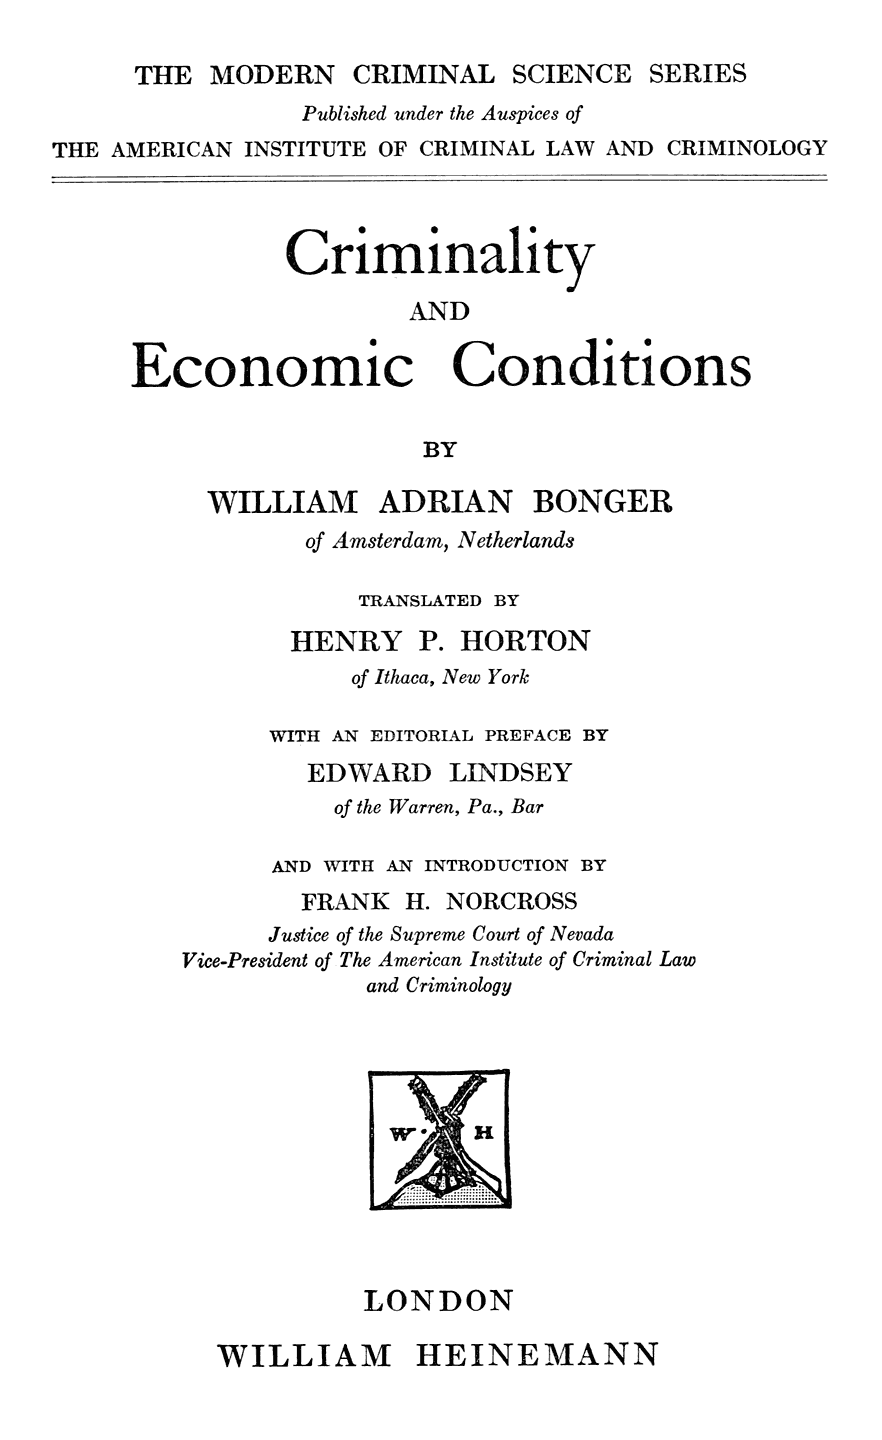 THE MODERN CRIMINAL SCIENCE SERIES
Published under the Auspices of
THE AMERICAN INSTITUTE OF CRIMINAL LAW AND CRIMINOLOGY
Criminality
AND
Economic Conditions
BY
WILLIAM ADRIAN BONGER
of Amsterdam, Netherlands
TRANSLATED BY
HENRY P. HORTON
of Ithaca, New York
WITH AN EDITORIAL PREFACE BY
EDWARD LINDSEY
of the Warren, Pa., Bar
AND WITH AN INTRODUCTION BY
FRANK H. NORCROSS
Justice of the Supreme Court of Nevada
Vice-President of The American Institute of Criminal Law
and Criminology
W · H
LONDON
WILLIAM HEINEMANN